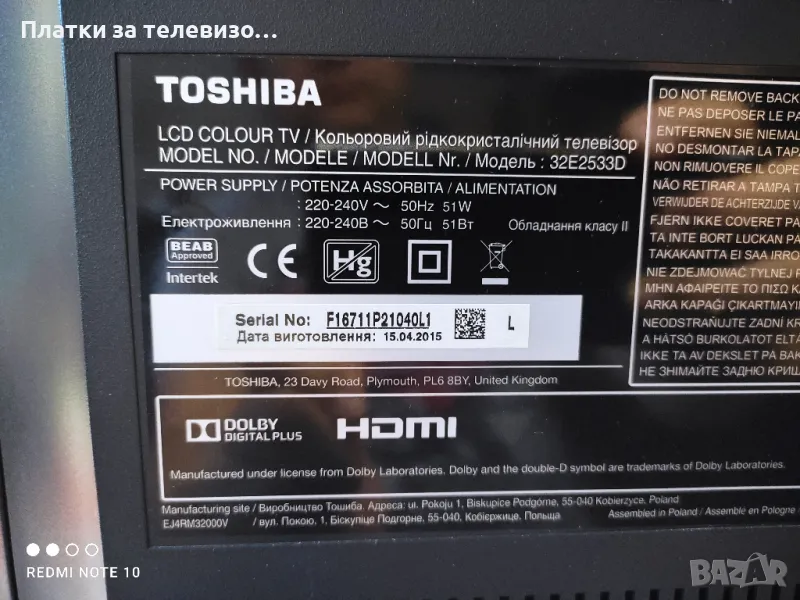 Платки за телевизо...
TOSHIBA
LCD COLOUR TV / Кольоровий рідкокристалічний телевізор
MODEL NO. / MODELE / MODELL Nr. / Модель : 32E2533D
POWER SUPPLY / POTENZA ASSORBITA / ALIMENTATION
: 220-240V ~ 50Hz 51W
Електроживлення : 220-240В ~ 50Гц 51Вт Обладнання класу II
BEAB
Approved
Intertek
CE
Hg
Serial No: F16711P21040L1
L
Дата виготовлення: 15.04.2015
TOSHIBA, 23 Davy Road, Plymouth, PL6 8BY, United Kingdom
DOLBY
DIGITAL PLUS
HDMI
Manufactured under license from Dolby Laboratories. Dolby and the double-D symbol are trademarks of Dolby Laboratories.
Manufacturing site / Виробництво Тошиба. Адреса: ul. Pokoju 1, Biskupice Podgórne, 55-040 Kobierzyce, Poland
EJ4RM32000V / вул. Покою. 1, Біскупіце Подгорне, 55-040, Кобіержице, Польща
Assembled in Poland / Assemblé en Pologne
DO NOT REMOVE BACK
NE PAS DEPOSER LE PA
ENTFERNEN SIE NIEMAL
NO DESMONTAR LA TAPA
NON RIMUOVERE IL COPE
NÃO RETIRAR A TAMPA T
VERWIJDER DE ACHTERZIJDE VA
FJERN IKKE COVERET PA
TA INTE BORT LUCKAN PA
TAKAKANTTA EI SAA IRRO
NIE ZDEJMOWAĆ TYLNEJ P
ΜΗΝ ΑΦΑΙΡΕΙΤΕ ΤΟ ΠΙΣΩ ΚΑ
ARKA KAPAĞI ÇIKARTMAYI
NEODSTRAŇUJTE ZADNÍ KR
A HÁTSÓ BURKOLATOT ELTÁ
IKKE TA AV DEKSLET PÅ BA
НЕ ЗНІМАЙТЕ ЗАДНЮ КРИШ
REDMI NOTE 10
BAZAR